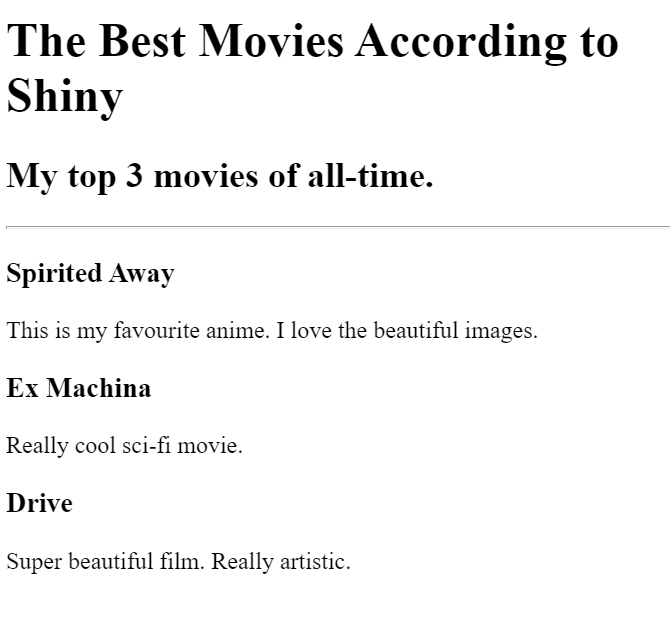 The Best Movies According to
Shiny
My top 3 movies of all-time.
Spirited Away
This is my favourite anime. I love the beautiful images.
Ex Machina
Really cool sci-fi movie.
Drive
Super beautiful film. Really artistic.